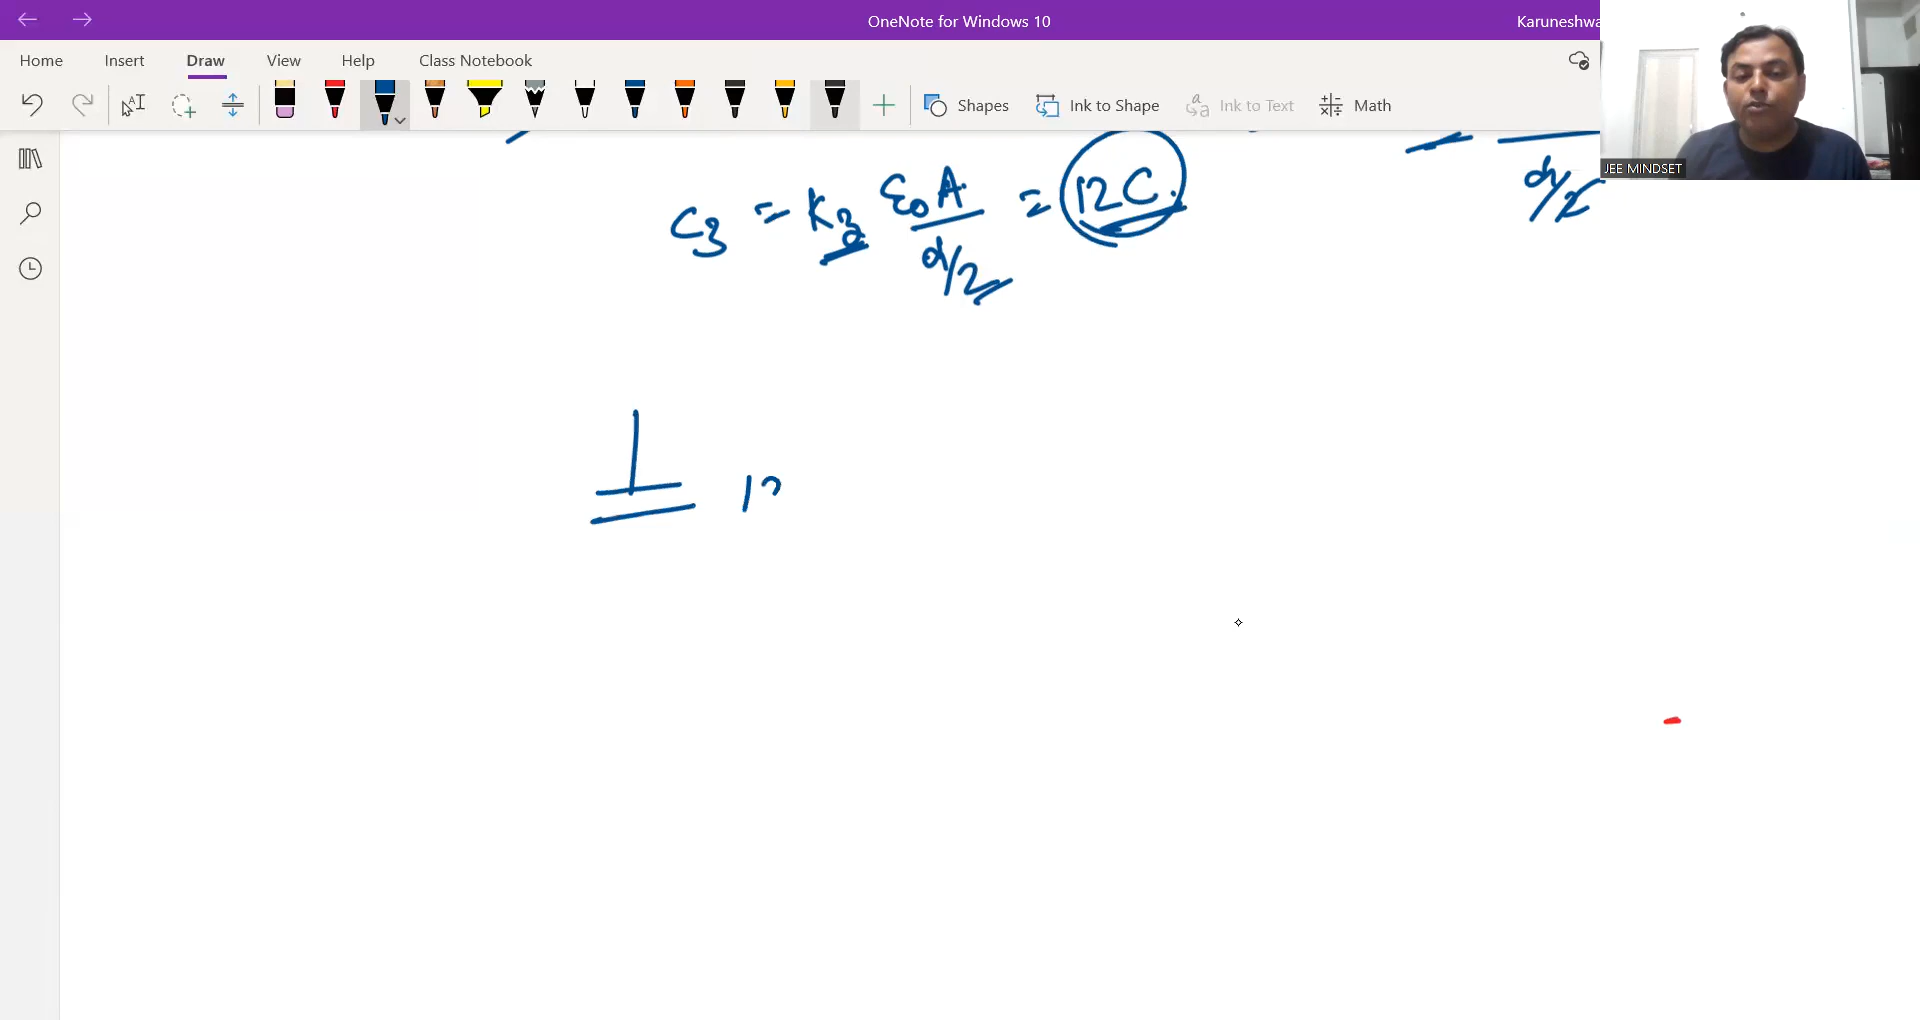 OneNote for Windows 10
Karuneshwa
Home Insert Draw View Help Class Notebook
Shapes Ink to Shape Ink to Text Math
JEE MINDSET
C3 = K3 ε0A / d/2 = 12C
d/2
12